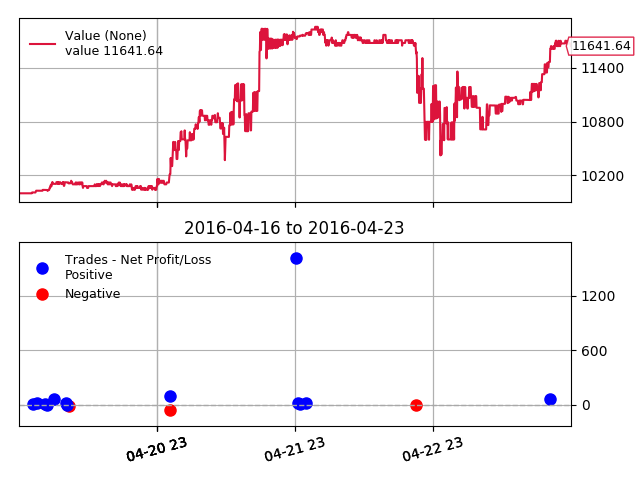 Value (None)
value 11641.64
11641.64
11400
10800
10200
2016-04-16 to 2016-04-23
Trades - Net Profit/Loss
Positive
Negative
1200
600
0
04-20 23
04-21 23
04-22 23